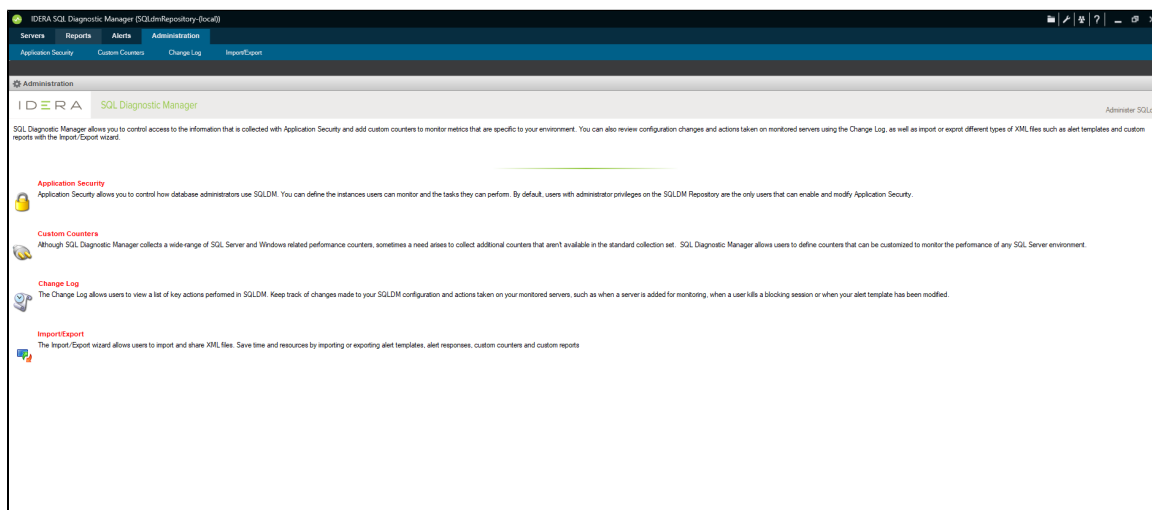 IDERA SQL Diagnostic Manager (SQLdmRepository-(local))
Servers Reports Alerts Administration
Application Security Custom Counters Change Log Import/Export
Administration
IDERA SQL Diagnostic Manager
Administer SQLd
SQL Diagnostic Manager allows you to control access to the information that is collected with Application Security and add custom counters to monitor metrics that are specific to your environment. You can also review configuration changes and actions taken on monitored servers using the Change Log, as well as import or exprot different types of XML files such as alert templates and custom
reports with the Import/Export wizard.
Application Security
Application Security allows you to control how database administrators use SQLDM. You can define the instances users can monitor and the tasks they can perform. By default, users with administrator privileges on the SQLDM Repository are the only users that can enable and modify Application Security.
Custom Counters
Although SQL Diagnostic Manager collects a wide-range of SQL Server and Windows related performance counters, sometimes a need arises to collect additional counters that aren't available in the standard collection set. SQL Diagnostic Manager allows users to define counters that can be customized to monitor the performance of any SQL Server environment.
Change Log
The Change Log allows users to view a list of key actions performed in SQLDM. Keep track of changes made to your SQLDM configuration and actions taken on your monitored servers, such as when a server is added for monitoring, when a user kills a blocking session or when your alert template has been modified.
Import/Export
The Import/Export wizard allows users to import and share XML files. Save time and resources by importing or exporting alert templates, alert responses, custom counters and custom reports